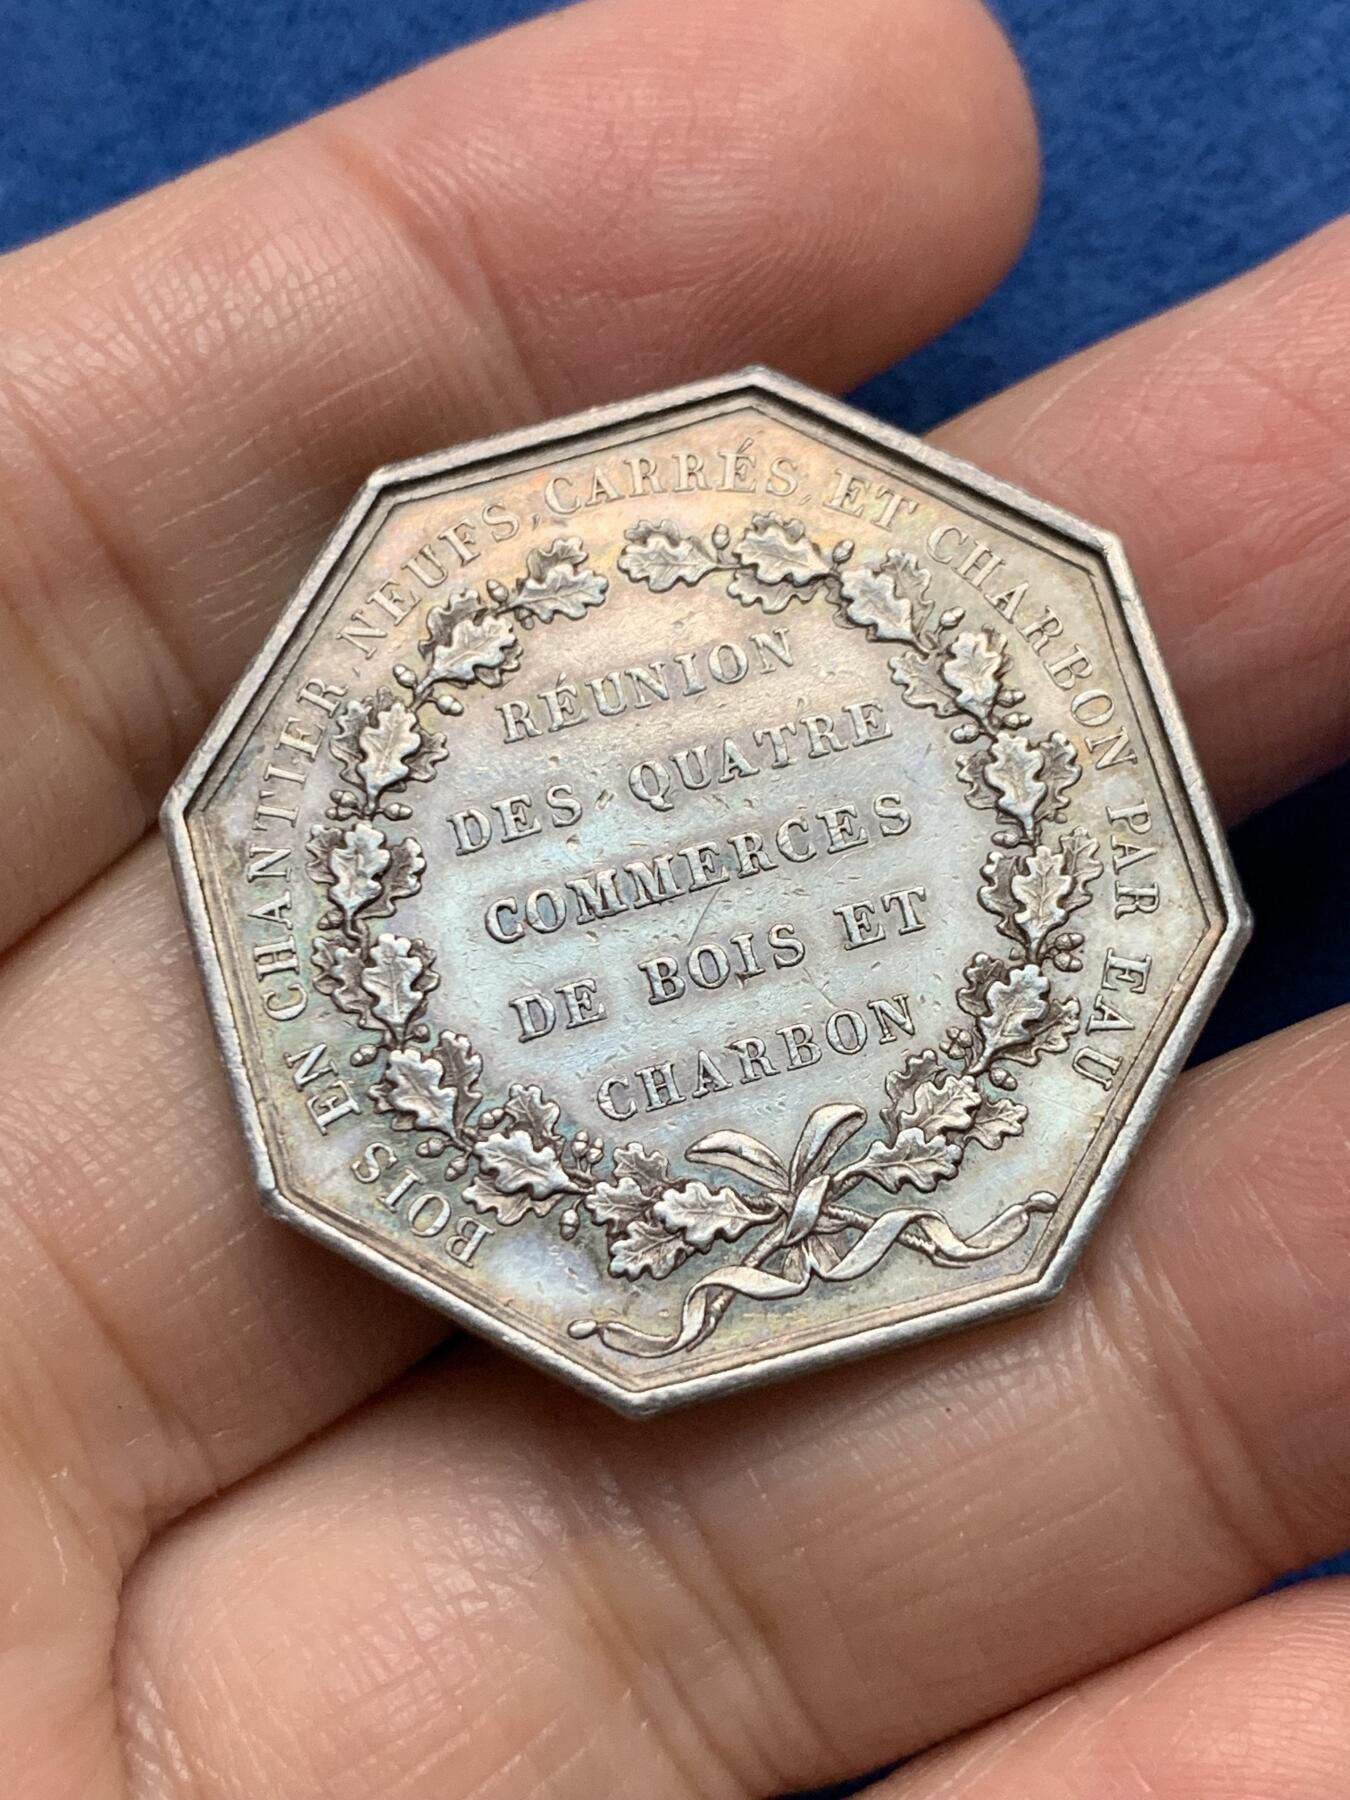 BOIS EN CHANTIER, NEUFS, CARRÉS, ET CHARBON PAR EAU
RÉUNION
DES QUATRE
COMMERCES
DE BOIS ET
CHARBON